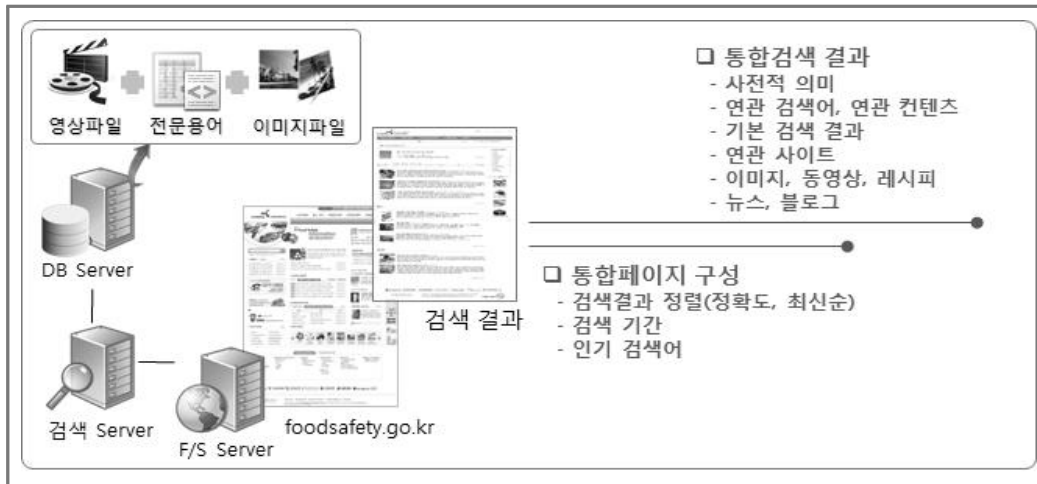 영상파일
전문용어
이미지파일
DB Server
검색 Server
F/S Server
foodsafety.go.kr
검색 결과
❑ 통합검색 결과
- 사전적 의미
- 연관 검색어, 연관 컨텐츠
- 기본 검색 결과
- 연관 사이트
- 이미지, 동영상, 레시피
- 뉴스, 블로그
❑ 통합페이지 구성
- 검색결과 정렬(정확도, 최신순)
- 검색 기간
- 인기 검색어